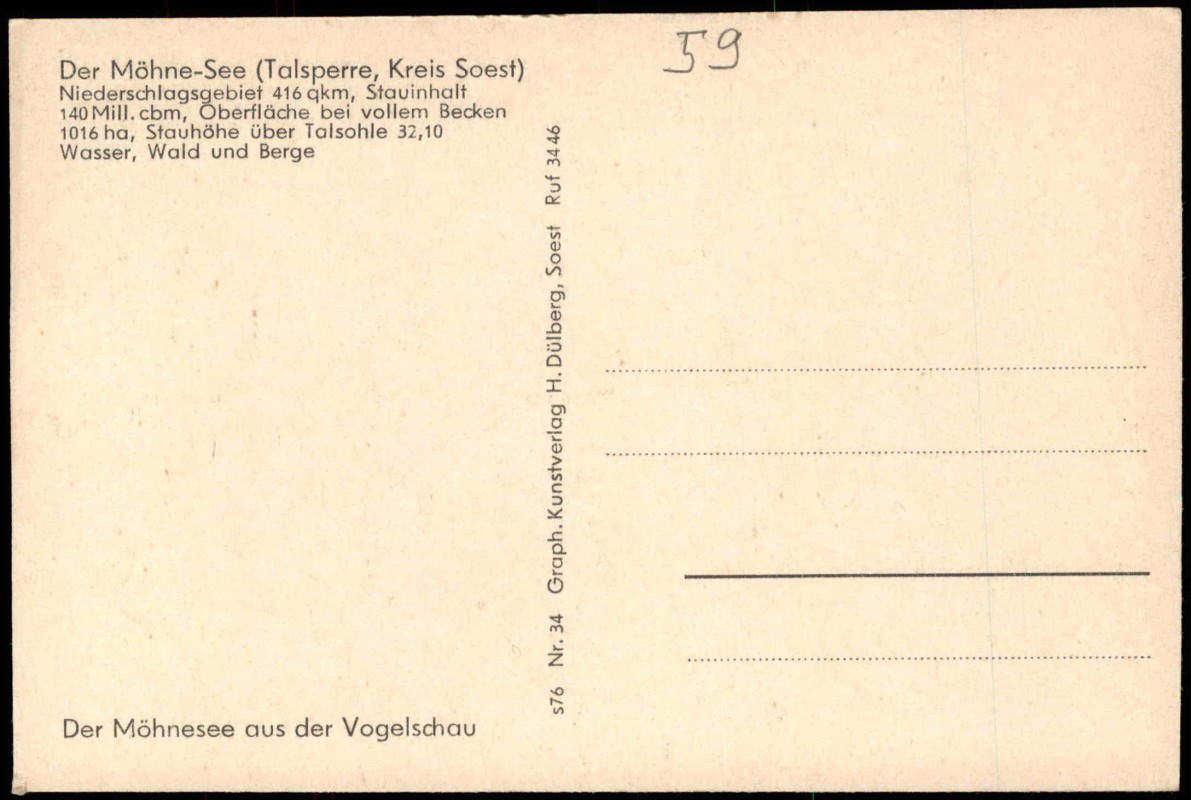 Der Möhne-See (Talsperre, Kreis Soest)
Niederschlagsgebiet 416 qkm, Stauinhalt
140 Mill. cbm, Oberfläche bei vollem Becken
1016 ha, Stauhöhe über Talsohle 32,10
Wasser, Wald und Berge
59
s76 Nr. 34 Graph. Kunstverlag H. Dülberg, Soest Ruf 3446
Der Möhnesee aus der Vogelschau